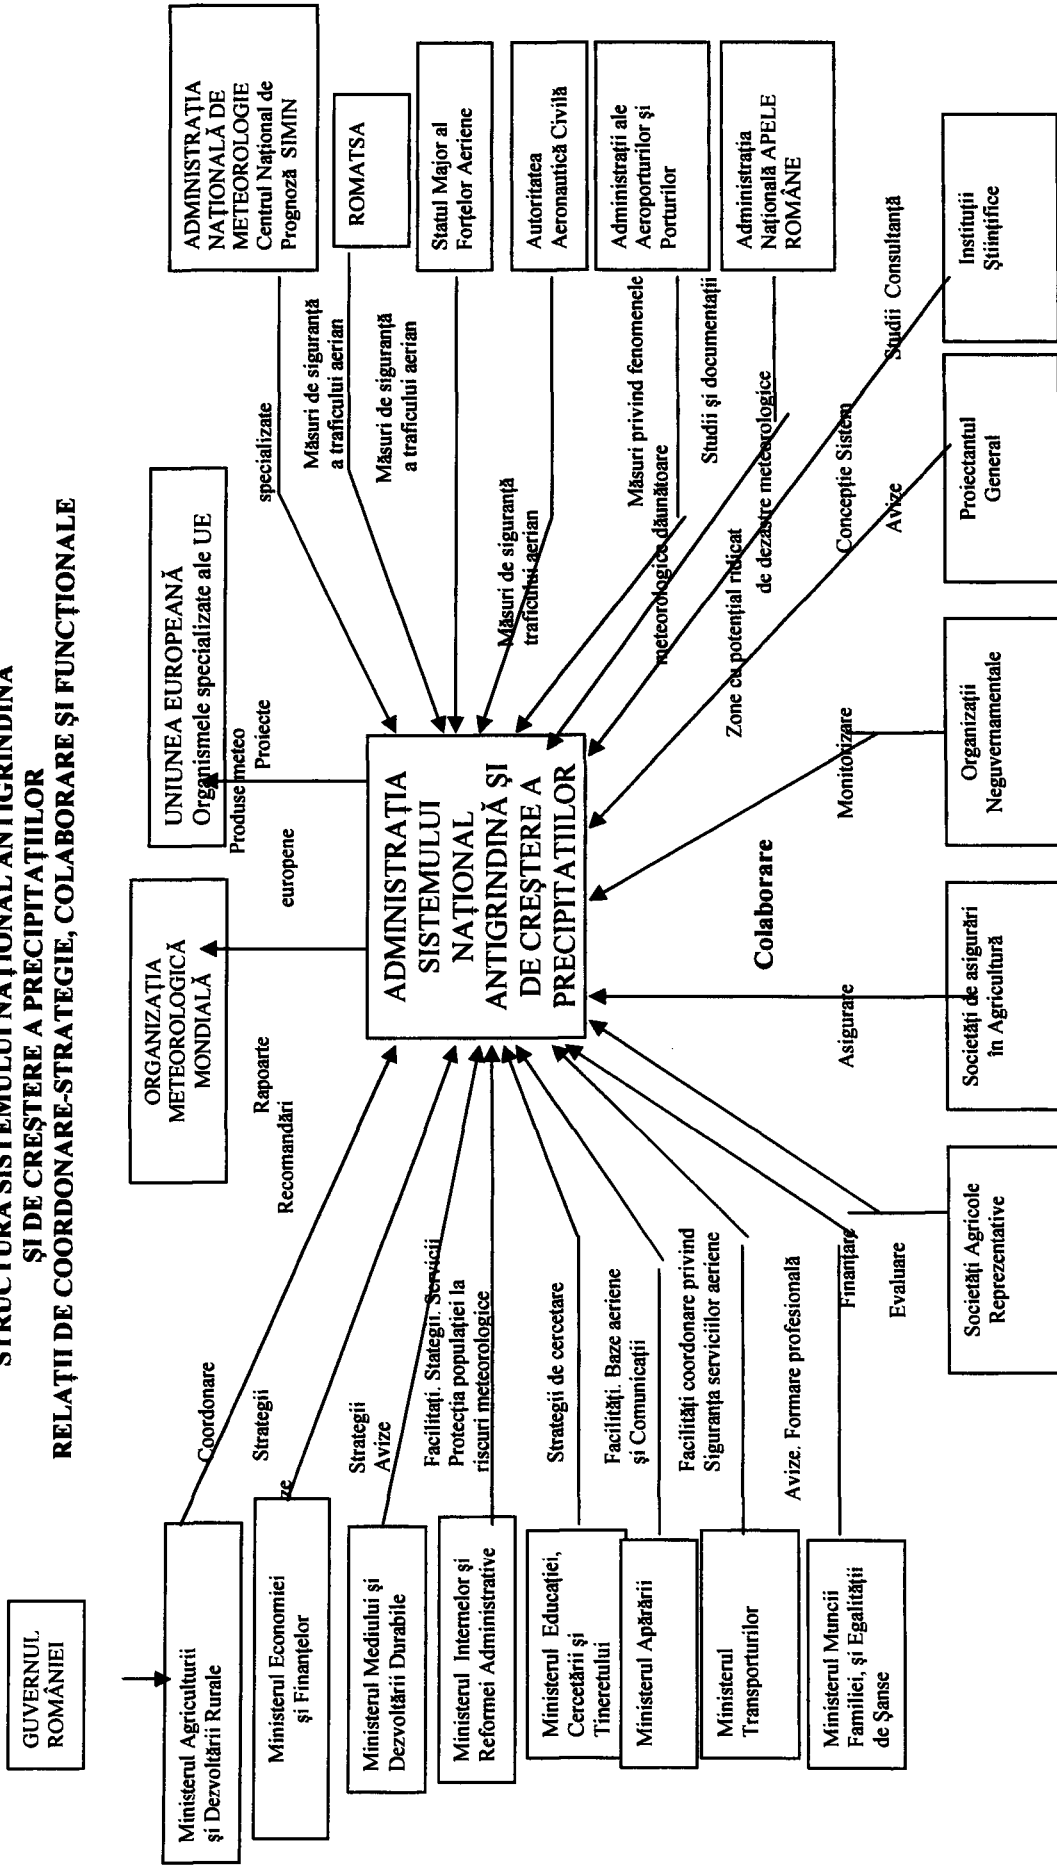 STRUCTURA SISTEMULUI NAȚIONAL ANTIGRINDINĂ
ȘI DE CREȘTERE A PRECIPITAȚIILOR
RELAȚII DE COORDONARE-STRATEGIE, COLABORARE ȘI FUNCȚIONALE
GUVERNUL
ROMÂNIEI
Ministerul Agriculturii
și Dezvoltării Rurale
Ministerul Economiei
și Finanțelor
Ministerul Mediului și
Dezvoltării Durabile
Ministerul Internelor și
Reformei Administrative
Ministerul Educației,
Cercetării și
Tineretului
Ministerul Apărării
Ministerul
Transporturilor
Ministerul Muncii
Familiei, și Egalității
de Șanse
Coordonare
Strategii
ze
Strategii
Avize
Facilitați. Stategii. Servicii
Protecția populației la
riscuri meteorologice
Strategii de cercetare
Facilități. Baze aeriene
și Comunicații
Facilități coordonare privind
Siguranța serviciilor aeriene
Avize. Formare profesională
Finanțare
Evaluare
ORGANIZAȚIA
METEOROLOGICĂ
MONDIALĂ
Rapoarte
Recomandări
UNIUNEA EUROPEANĂ
Organismele specializate ale UE
Produse meteo
Proiecte
europene
ADMINISTRAȚIA
SISTEMULUI
NAȚIONAL
ANTIGRINDINĂ ȘI
DE CREȘTERE A
PRECIPITATIILOR
Colaborare
ADMINISTRAȚIA
NAȚIONALĂ DE
METEOROLOGIE
Centrul Național de
Prognoză SIMIN
ROMATSA
Statul Major al
Forțelor Aeriene
Autoritatea
Aeronautică Civilă
Administrații ale
Aeroporturilor și
Porturilor
Administrația
Națională APELE
ROMÂNE
specializate
Măsuri de siguranță
a traficului aerian
Măsuri de siguranță
a traficului aerian
Măsuri de siguranță
traficului aerian
Măsuri privind fenomenele
meteorologice dăunătoare
Studii și documentații
Zone cu potențial ridicat
de dezastre meteorologice
Asigurare
Monitorizare
Concepție Sistem
Avize
Studii Consultanță
Societăți Agricole
Reprezentative
Societăți de asigurări
în Agricultură
Organizații
Neguvernamentale
Proiectantul
General
Instituții
Științifice